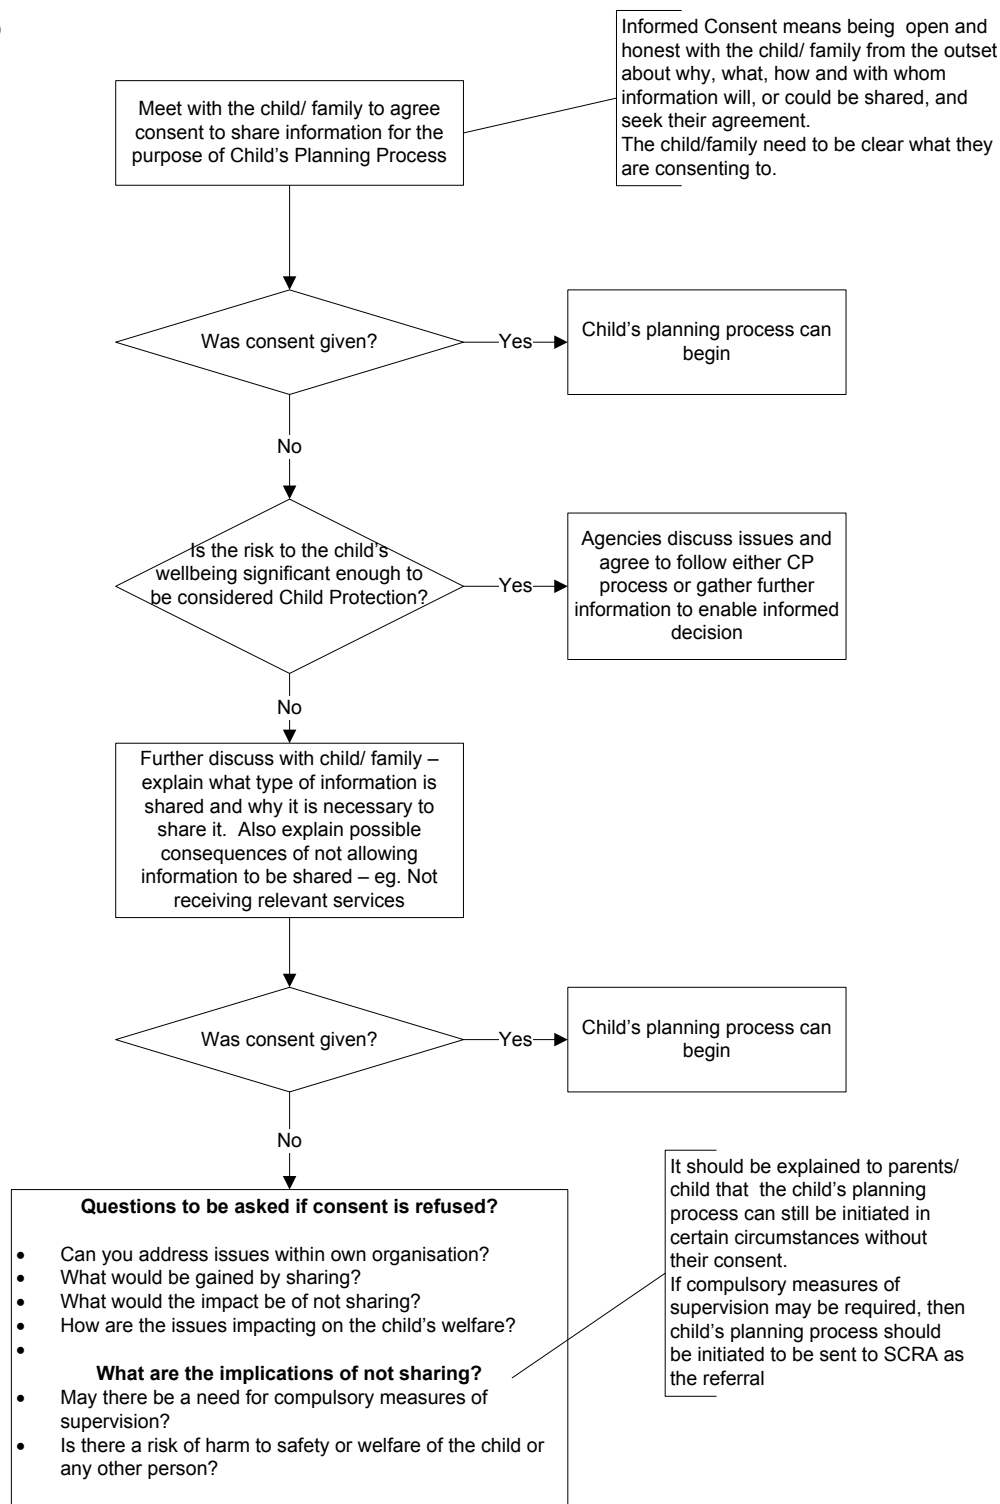 Informed Consent means being  open and
honest with the child/ family from the outset
about why, what, how and with whom
information will, or could be shared, and
seek their agreement.
The child/family need to be clear what they
are consenting to.
Meet with the child/ family to agree
consent to share information for the
purpose of Child’s Planning Process
Was consent given?
Yes
Child’s planning process can
begin
No
Is the risk to the child’s
wellbeing significant enough to
be considered Child Protection?
Yes
Agencies discuss issues and
agree to follow either CP
process or gather further
information to enable informed
decision
No
Further discuss with child/ family –
explain what type of information is
shared and why it is necessary to
share it.  Also explain possible
consequences of not allowing
information to be shared – eg. Not
receiving relevant services
Was consent given?
Yes
Child’s planning process can
begin
No
Questions to be asked if consent is refused?
• Can you address issues within own organisation?
• What would be gained by sharing?
• What would the impact be of not sharing?
• How are the issues impacting on the child’s welfare?
•
What are the implications of not sharing?
• May there be a need for compulsory measures of
supervision?
• Is there a risk of harm to safety or welfare of the child or
any other person?
It should be explained to parents/
child that  the child’s planning
process can still be initiated in
certain circumstances without
their consent.
If compulsory measures of
supervision may be required, then
child’s planning process should
be initiated to be sent to SCRA as
the referral